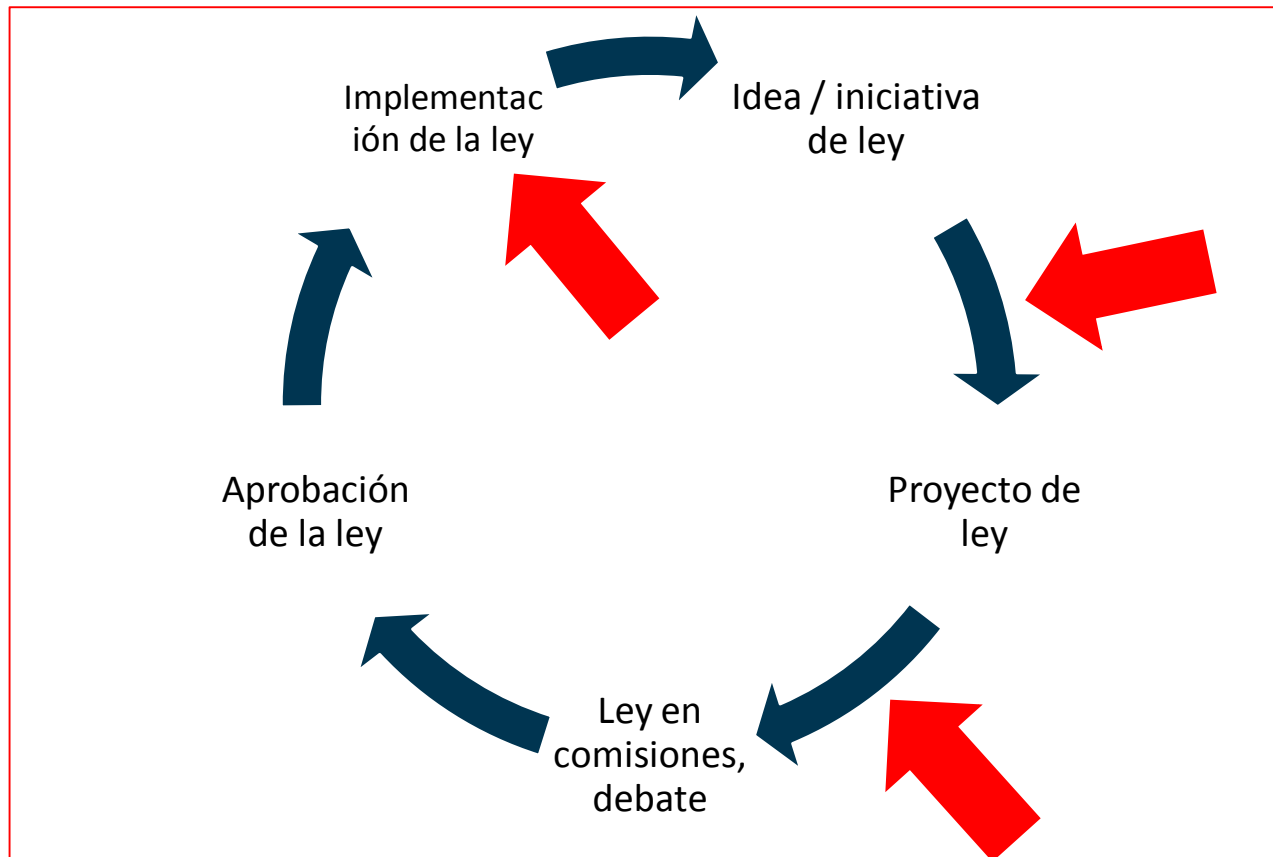 Implementac
ión de la ley
Idea / iniciativa
de ley
Proyecto de
ley
Ley en
comisiones,
debate
Aprobación
de la ley